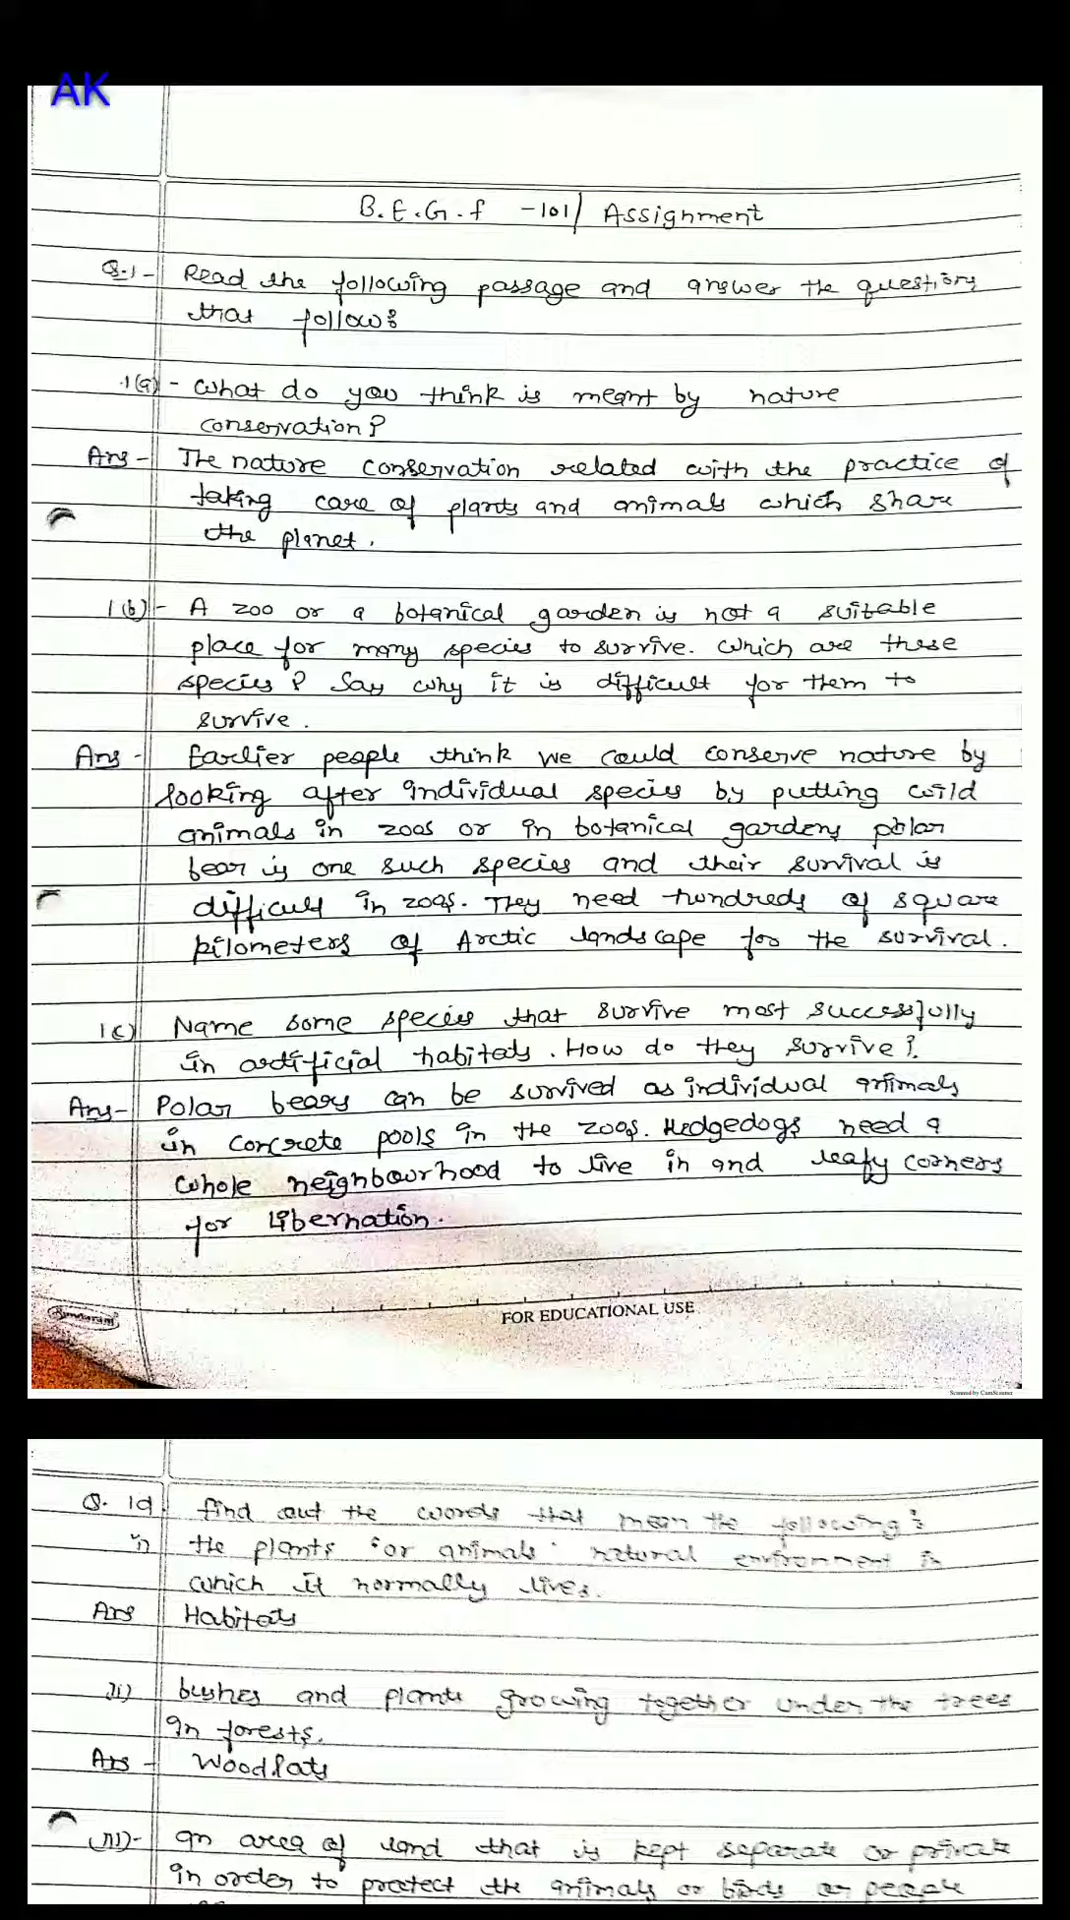 AK
B.E.G.f -101/ Assignment
Q.1- Read the following passage and answer the questions
that follow:
1(a)- What do you think is meant by nature
conservation?
Ans- The nature conservation related with the practice of
taking care of plants and animals which share
the planet.
1(b)- A zoo or a botanical garden is not a suitable
place for many species to survive. Which are these
species? Say why it is difficult for them to
survive.
Ans- Earlier people think we could conserve nature by
looking after individual species by putting wild
animals in zoos or in botanical gardens polar
bear is one such species and their survival is
difficult in zoos. They need hundreds of square
kilometers of Arctic landscape for the survival.
1c) Name some species that survive most successfully
in artificial habitats. How do they survive?
Ans- Polar bears can be survived as individual animals
in concrete pools in the zoos. Hedgedogs need a
whole neighbourhood to live in and leafy corners
for Libernation.
Sundaram
FOR EDUCATIONAL USE
Scanned by CamScanner
Q. 1d find out the words that mean the following:
i) the plants or animals natural environment in
which it normally lives.
Ans Habitats
ii) bushes and plants growing together under the trees
in forests.
Ans - Woodlats
(iii)- an area of land that is kept separate or private
in order to protect the animals or birds or people